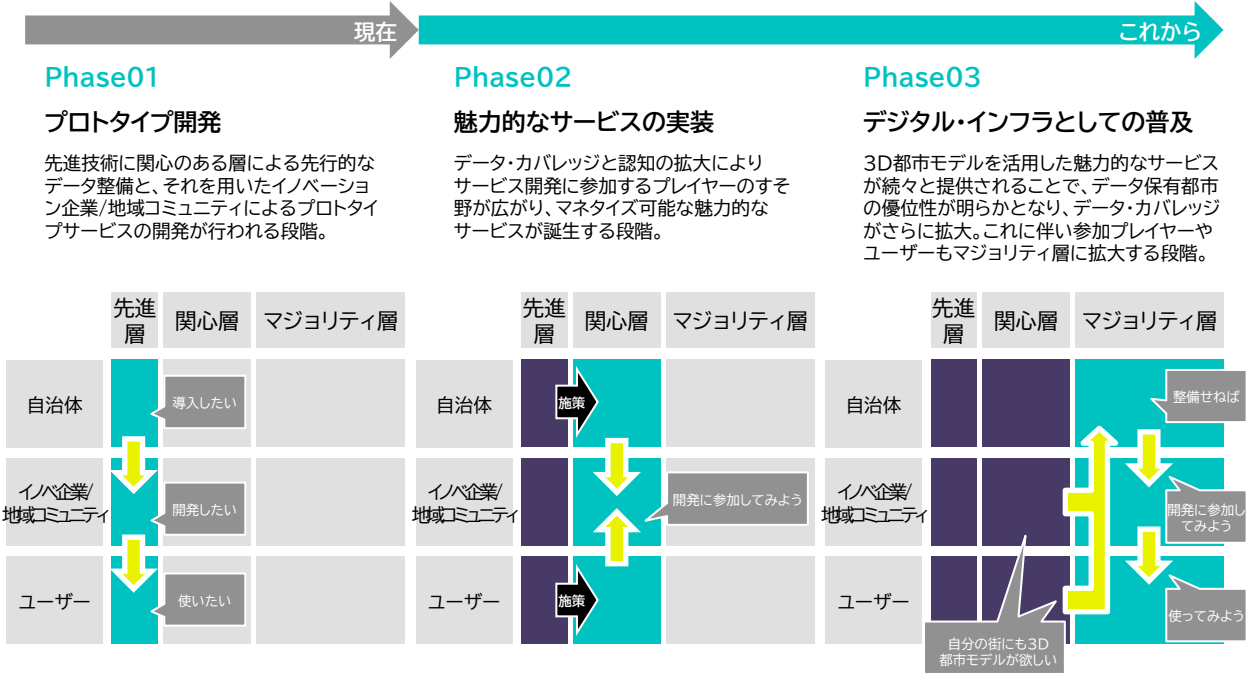 現在
これから
Phase01
プロトタイプ開発
先進技術に関心のある層による先行的な
データ整備と、それを用いたイノベーショ
ン企業/地域コミュニティによるプロトタイ
プサービスの開発が行われる段階。
Phase02
魅力的なサービスの実装
データ・カバレッジと認知の拡大により
サービス開発に参加するプレイヤーのすそ
野が広がり、マネタイズ可能な魅力的な
サービスが誕生する段階。
Phase03
デジタル・インフラとしての普及
3D都市モデルを活用した魅力的なサービス
が続々と提供されることで、データ保有都市
の優位性が明らかとなり、データ・カバレッジ
がさらに拡大。これに伴い参加プレイヤーや
ユーザーもマジョリティ層に拡大する段階。
先進
層
関心層
マジョリティ層
自治体
導入したい
イノベ企業/
地域コミュニティ
開発したい
ユーザー
使いたい
先進
層
関心層
マジョリティ層
自治体
施策
イノベ企業/
地域コミュニティ
開発に参加してみよう
ユーザー
施策
先進
層
関心層
マジョリティ層
自治体
整備せねば
イノベ企業/
地域コミュニティ
開発に参加し
てみよう
ユーザー
使ってみよう
自分の街にも3D
都市モデルが欲しい